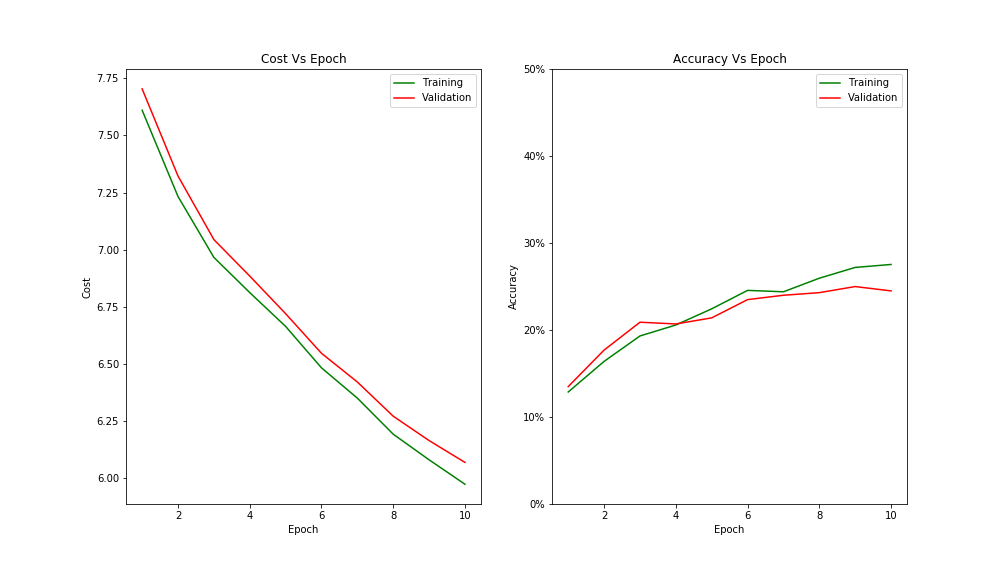 Cost Vs Epoch
Training
Validation
7.75
7.50
7.25
7.00
6.75
6.50
6.25
6.00
Cost
2 4 6 8 10
Epoch
Accuracy Vs Epoch
Training
Validation
50%
40%
30%
20%
10%
0%
Accuracy
2 4 6 8 10
Epoch